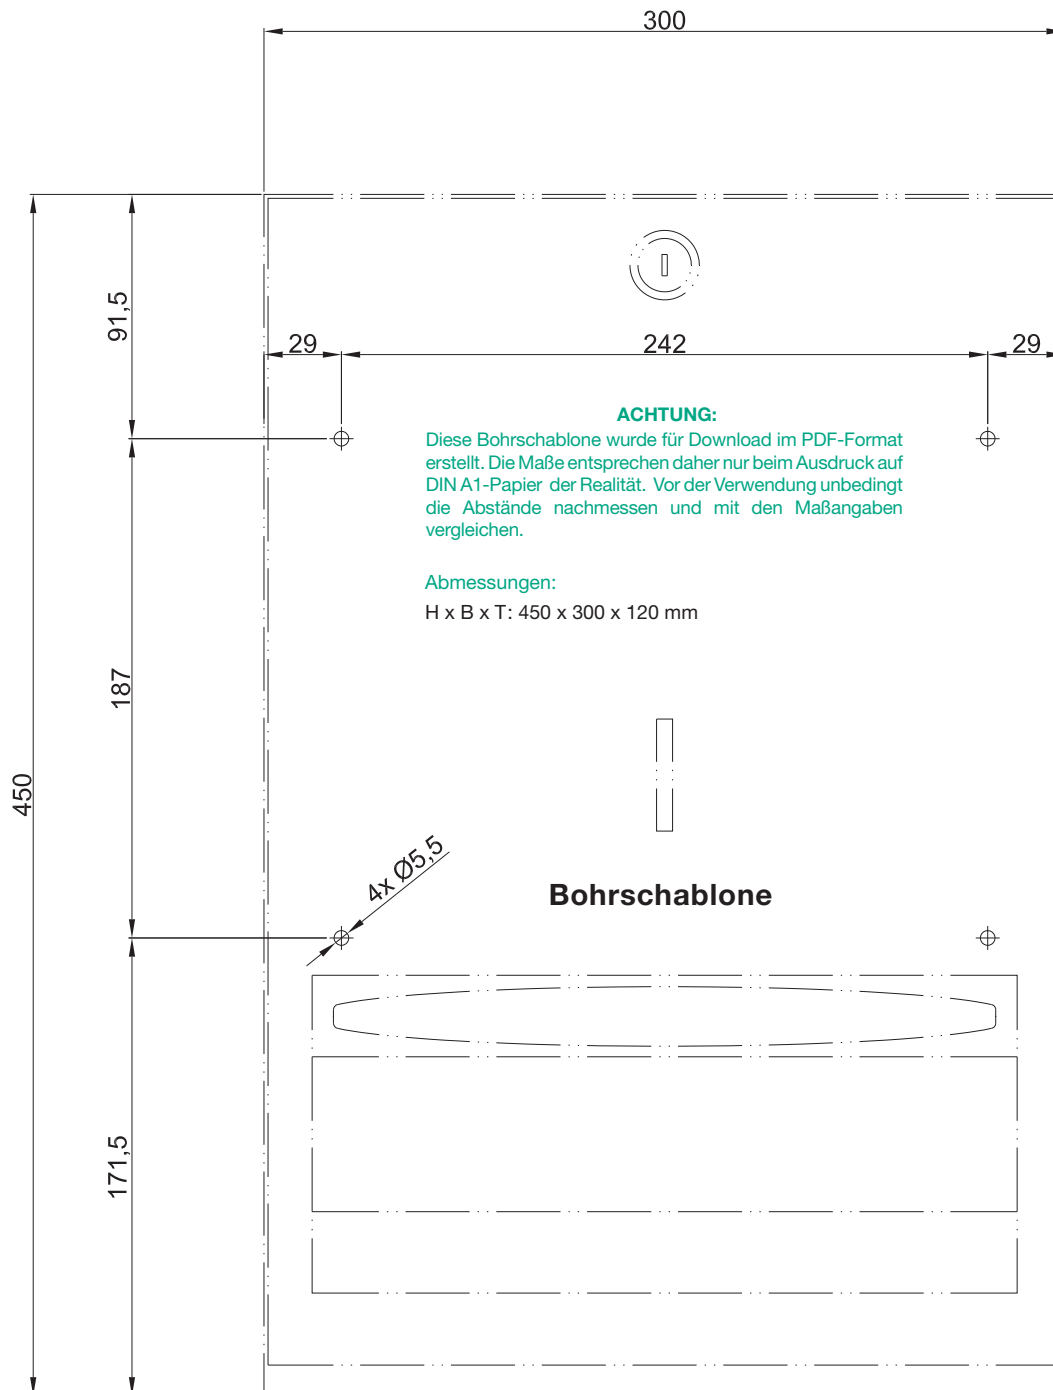 300
91,5
29
242
29
ACHTUNG:
Diese Bohrschablone wurde für Download im PDF-Format
erstellt. Die Maße entsprechen daher nur beim Ausdruck auf
DIN A1-Papier der Realität. Vor der Verwendung unbedingt
die Abstände nachmessen und mit den Maßangaben
vergleichen.
Abmessungen:
H x B x T: 450 x 300 x 120 mm
187
450
4x Ø5,5
Bohrschablone
171,5